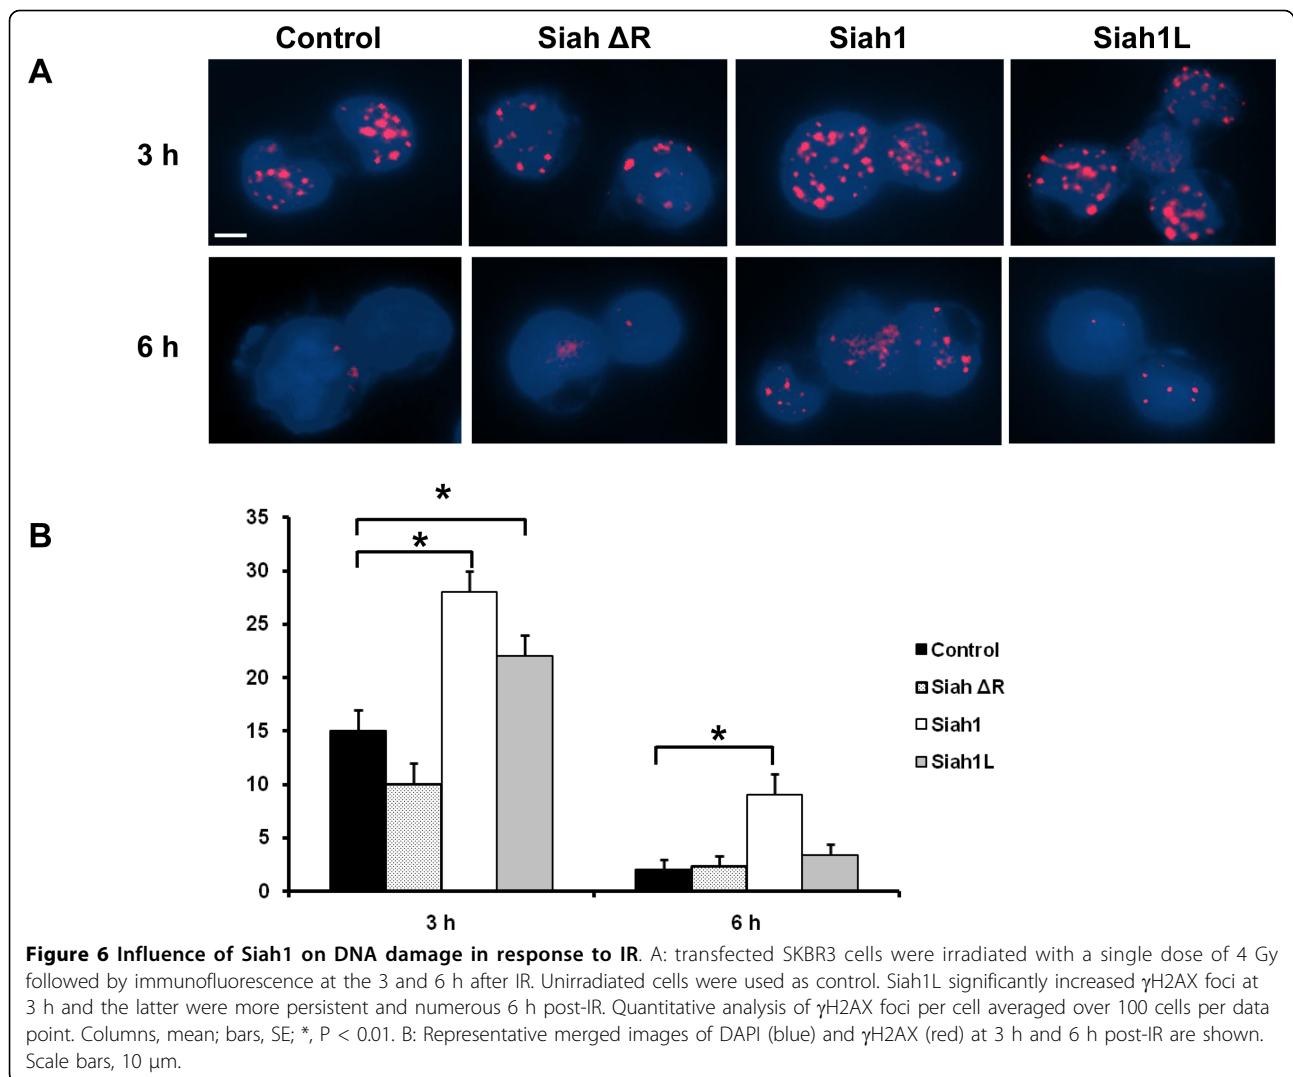 Control Siah ΔR Siah1 Siah1L
A
3 h
6 h
B
*
*
*
35
30
25
20
15
10
5
0
3 h 6 h
Control
Siah ΔR
Siah1
Siah1L
Figure 6 Influence of Siah1 on DNA damage in response to IR. A: transfected SKBR3 cells were irradiated with a single dose of 4 Gy
followed by immunofluorescence at the 3 and 6 h after IR. Unirradiated cells were used as control. Siah1L significantly increased γH2AX foci at
3 h and the latter were more persistent and numerous 6 h post-IR. Quantitative analysis of γH2AX foci per cell averaged over 100 cells per data
point. Columns, mean; bars, SE; *, P < 0.01. B: Representative merged images of DAPI (blue) and γH2AX (red) at 3 h and 6 h post-IR are shown.
Scale bars, 10 μm.